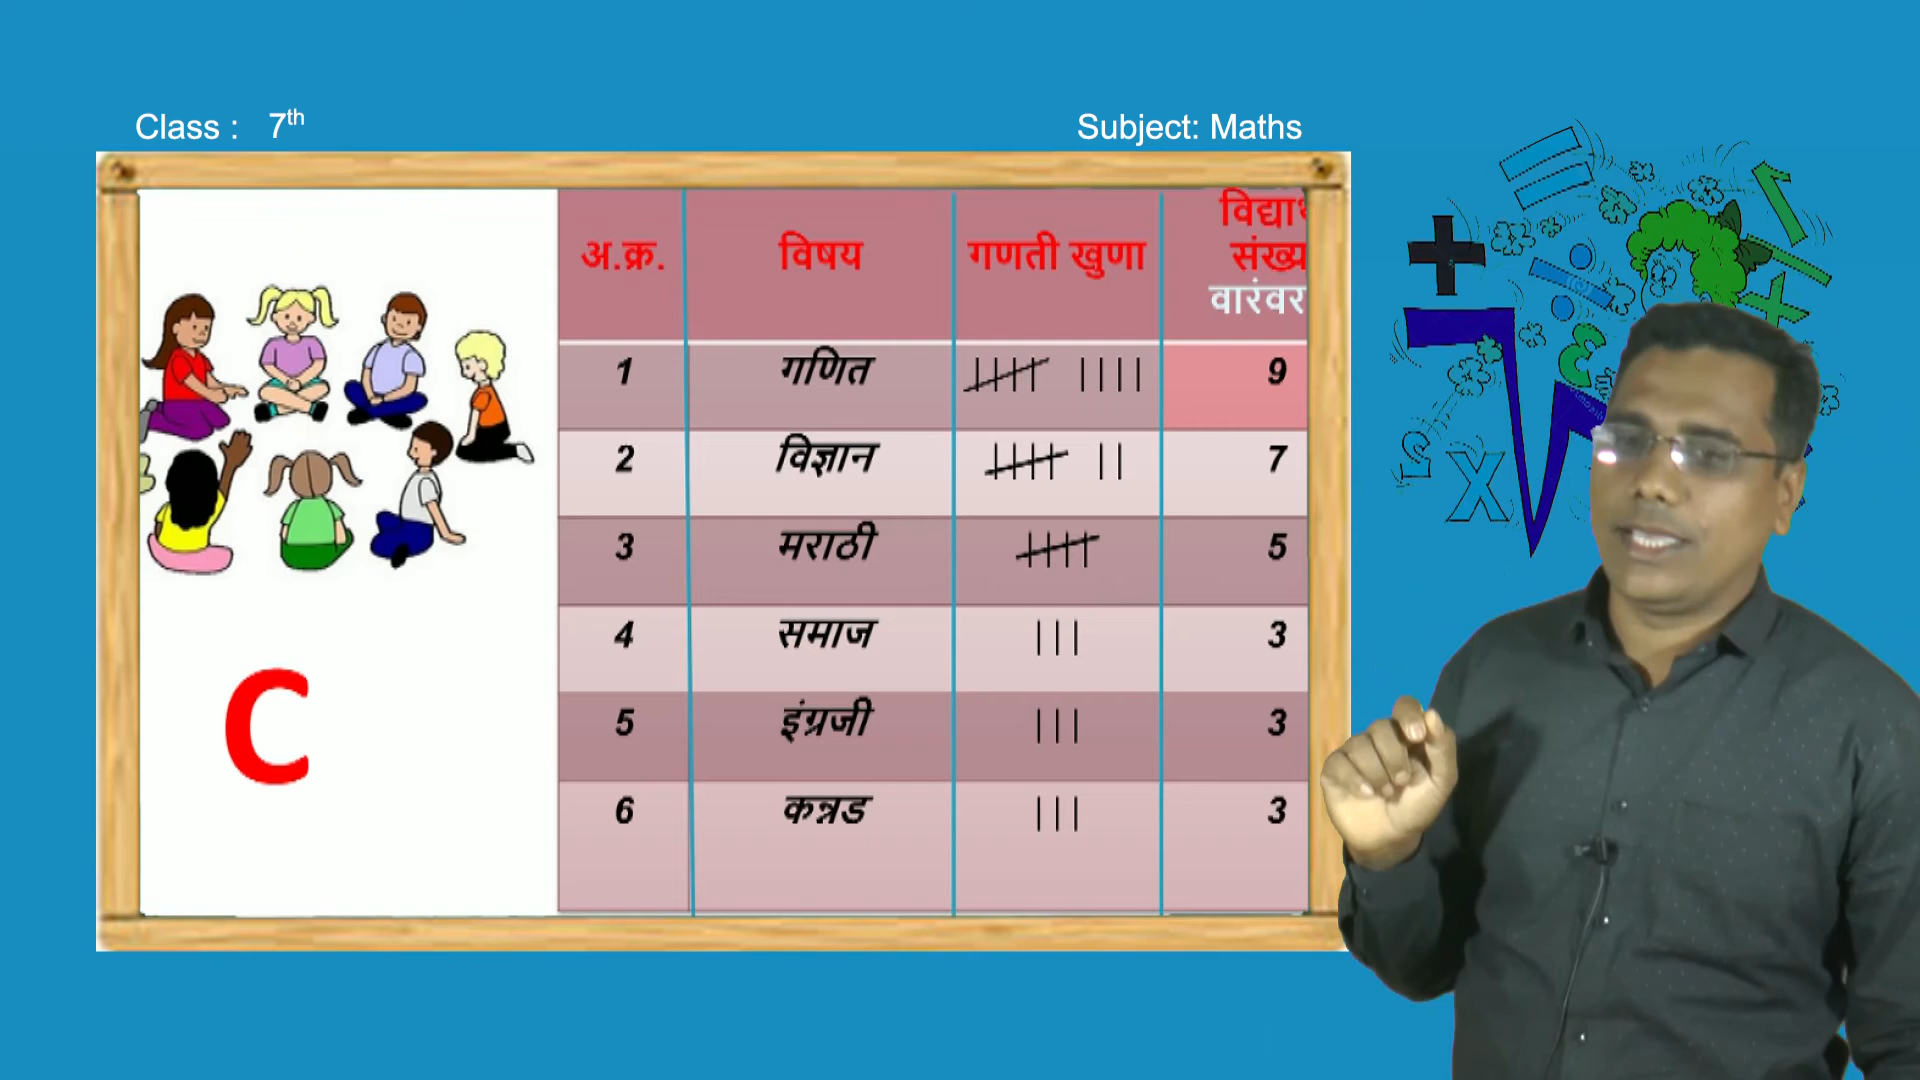 Class : 7th
Subject: Maths
अ.क्र.
विषय
गणती खुणा
1
गणित
9
2
विज्ञान
7
3
मराठी
5
4
समाज
3
5
इंग्रजी
3
6
कन्नड
3
C